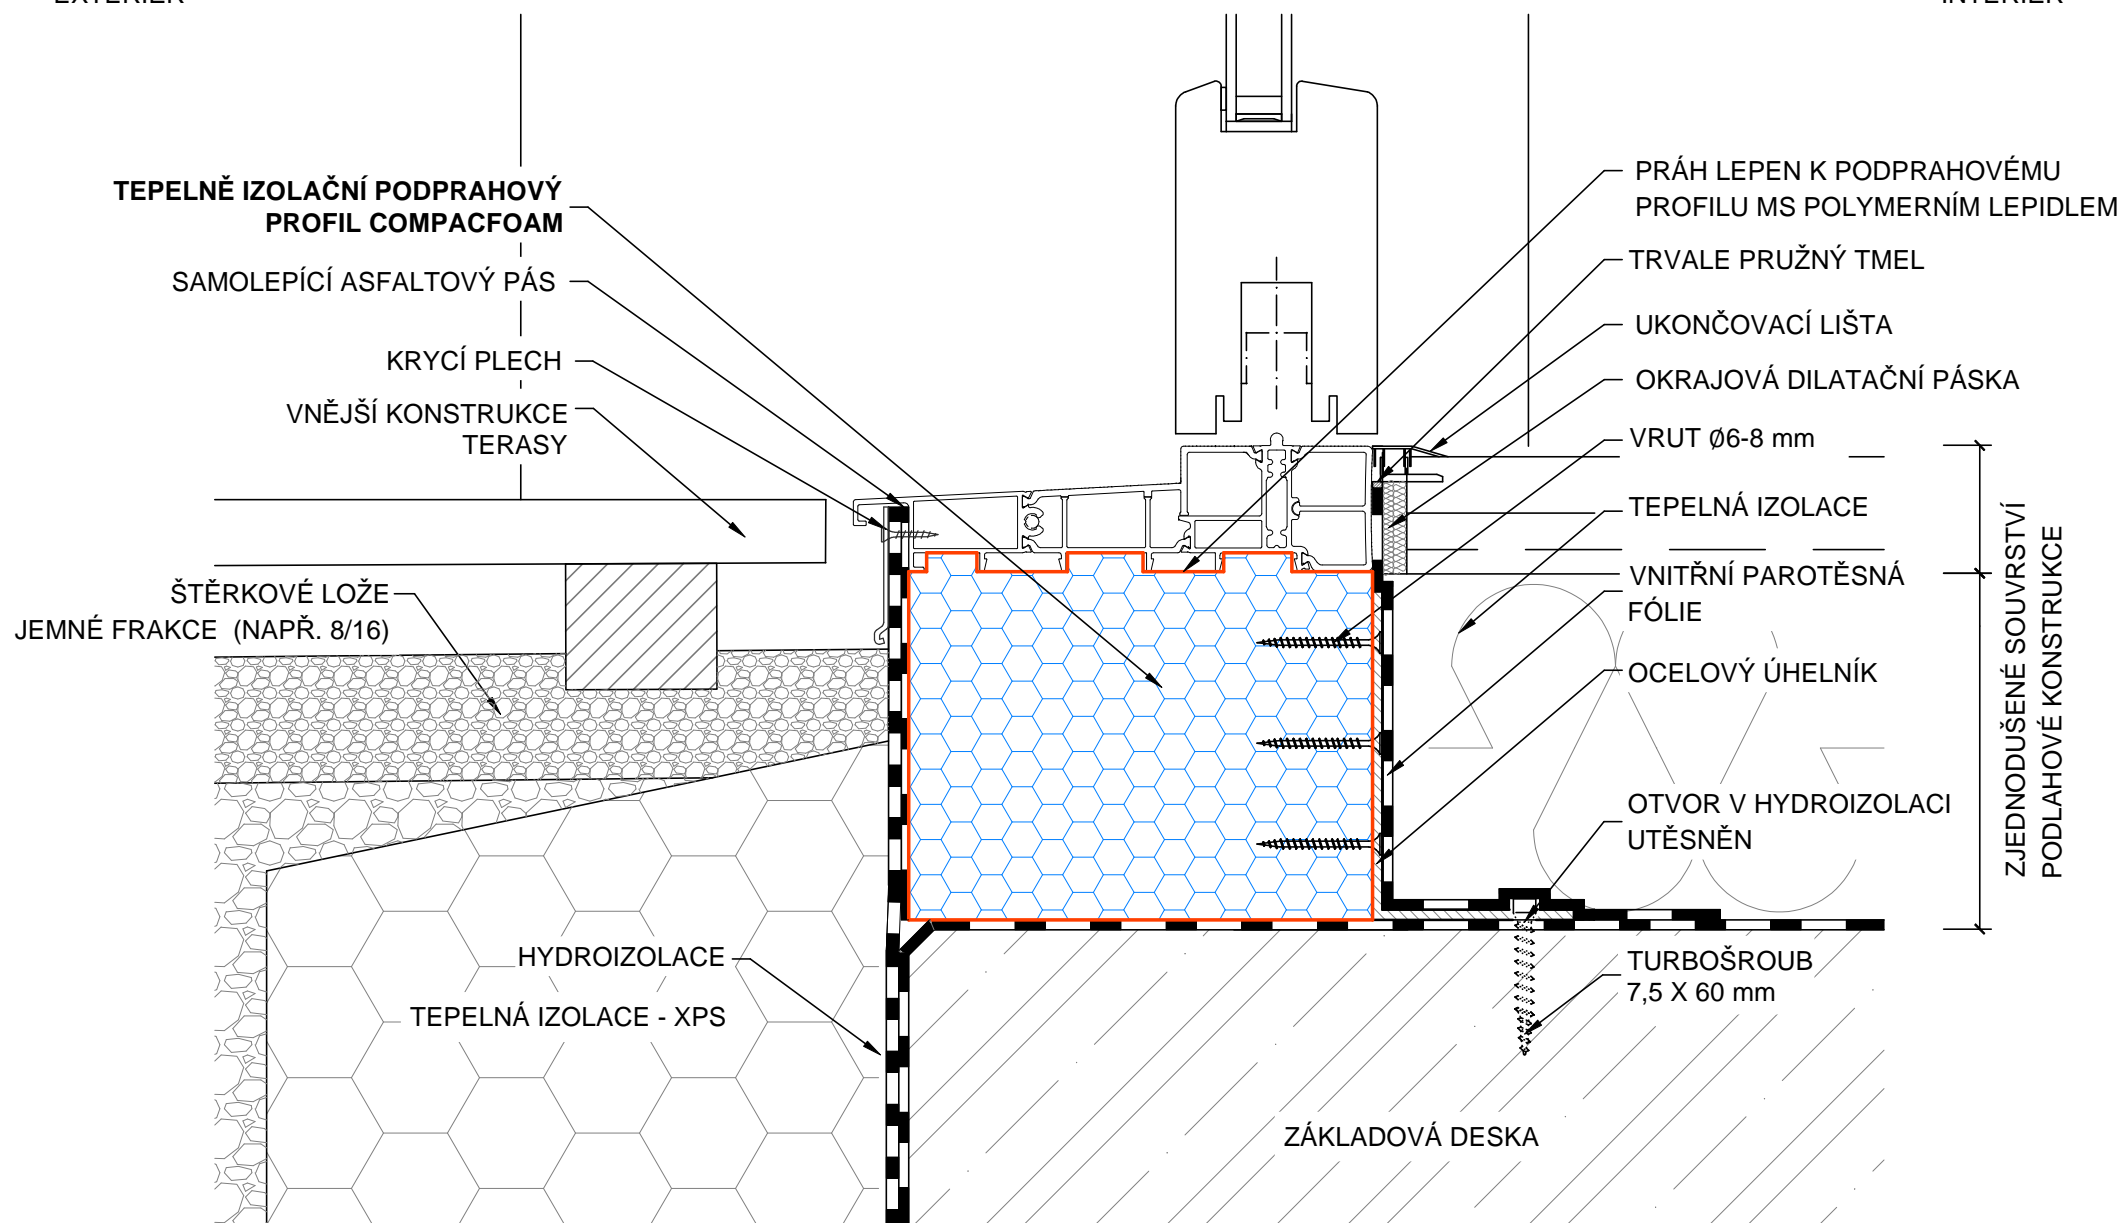 EXTERIÉR
INTERIÉR
TEPELNĚ IZOLAČNÍ PODPRAHOVÝ
PROFIL COMPACFOAM
SAMOLEPÍCÍ ASFALTOVÝ PÁS
KRYCÍ PLECH
VNĚJŠÍ KONSTRUKCE
TERASY
ŠTĚRKOVÉ LOŽE
JEMNÉ FRAKCE (NAPŘ. 8/16)
HYDROIZOLACE
TEPELNÁ IZOLACE - XPS
PRÁH LEPEN K PODPRAHOVÉMU
PROFILU MS POLYMERNÍM LEPIDLEM
TRVALE PRUŽNÝ TMEL
UKONČOVACÍ LIŠTA
OKRAJOVÁ DILATAČNÍ PÁSKA
VRUT Ø6-8 mm
TEPELNÁ IZOLACE
VNITŘNÍ PAROTĚSNÁ
FÓLIE
OCELOVÝ ÚHELNÍK
OTVOR V HYDROIZOLACI
UTĚSNĚN
TURBOŠROUB
7,5 X 60 mm
ZÁKLADOVÁ DESKA
ZJEDNODUŠENÉ SOUVRSTVÍ
PODLAHOVÉ KONSTRUKCE